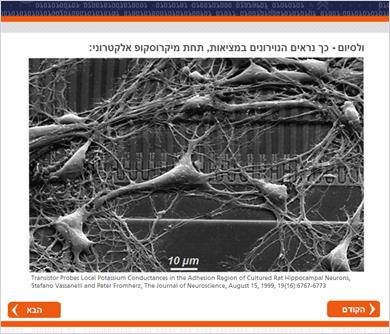 ולסיום - כך נראים הנוירונים במציאות, תחת מיקרוסקופ אלקטרוני:
10 µm
Transistor Probes Local Potassium Conductances in the Adhesion Region of Cultured Rat Hippocampal Neurons,
Stefano Vassanelli and Peter Fromherz, The Journal of Neuroscience, August 15, 1999, 19(16):6767-6773
הקודם
הבא